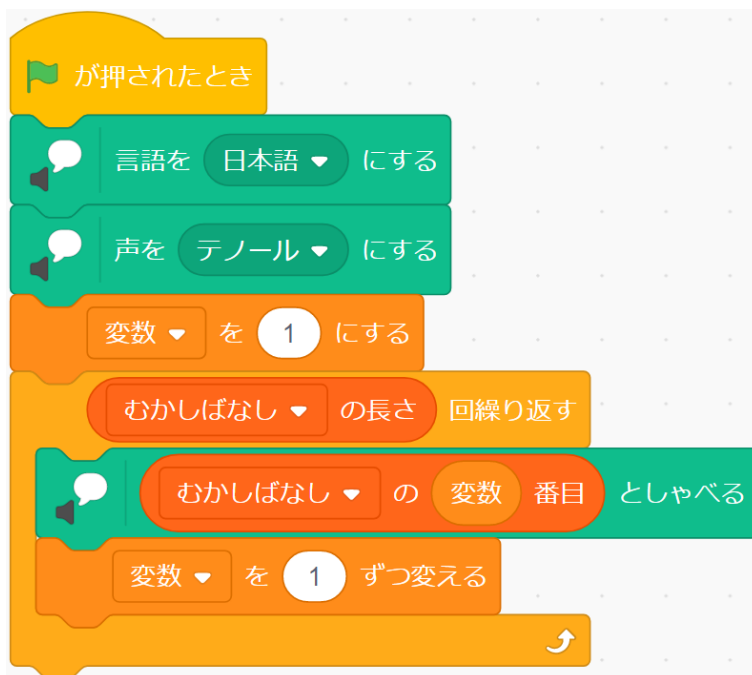 が押されたとき
言語を 日本語 にする
声を テノール にする
変数 を 1 にする
むかしばなし の長さ 回繰り返す
むかしばなし の 変数 番目 としゃべる
変数 を 1 ずつ変える